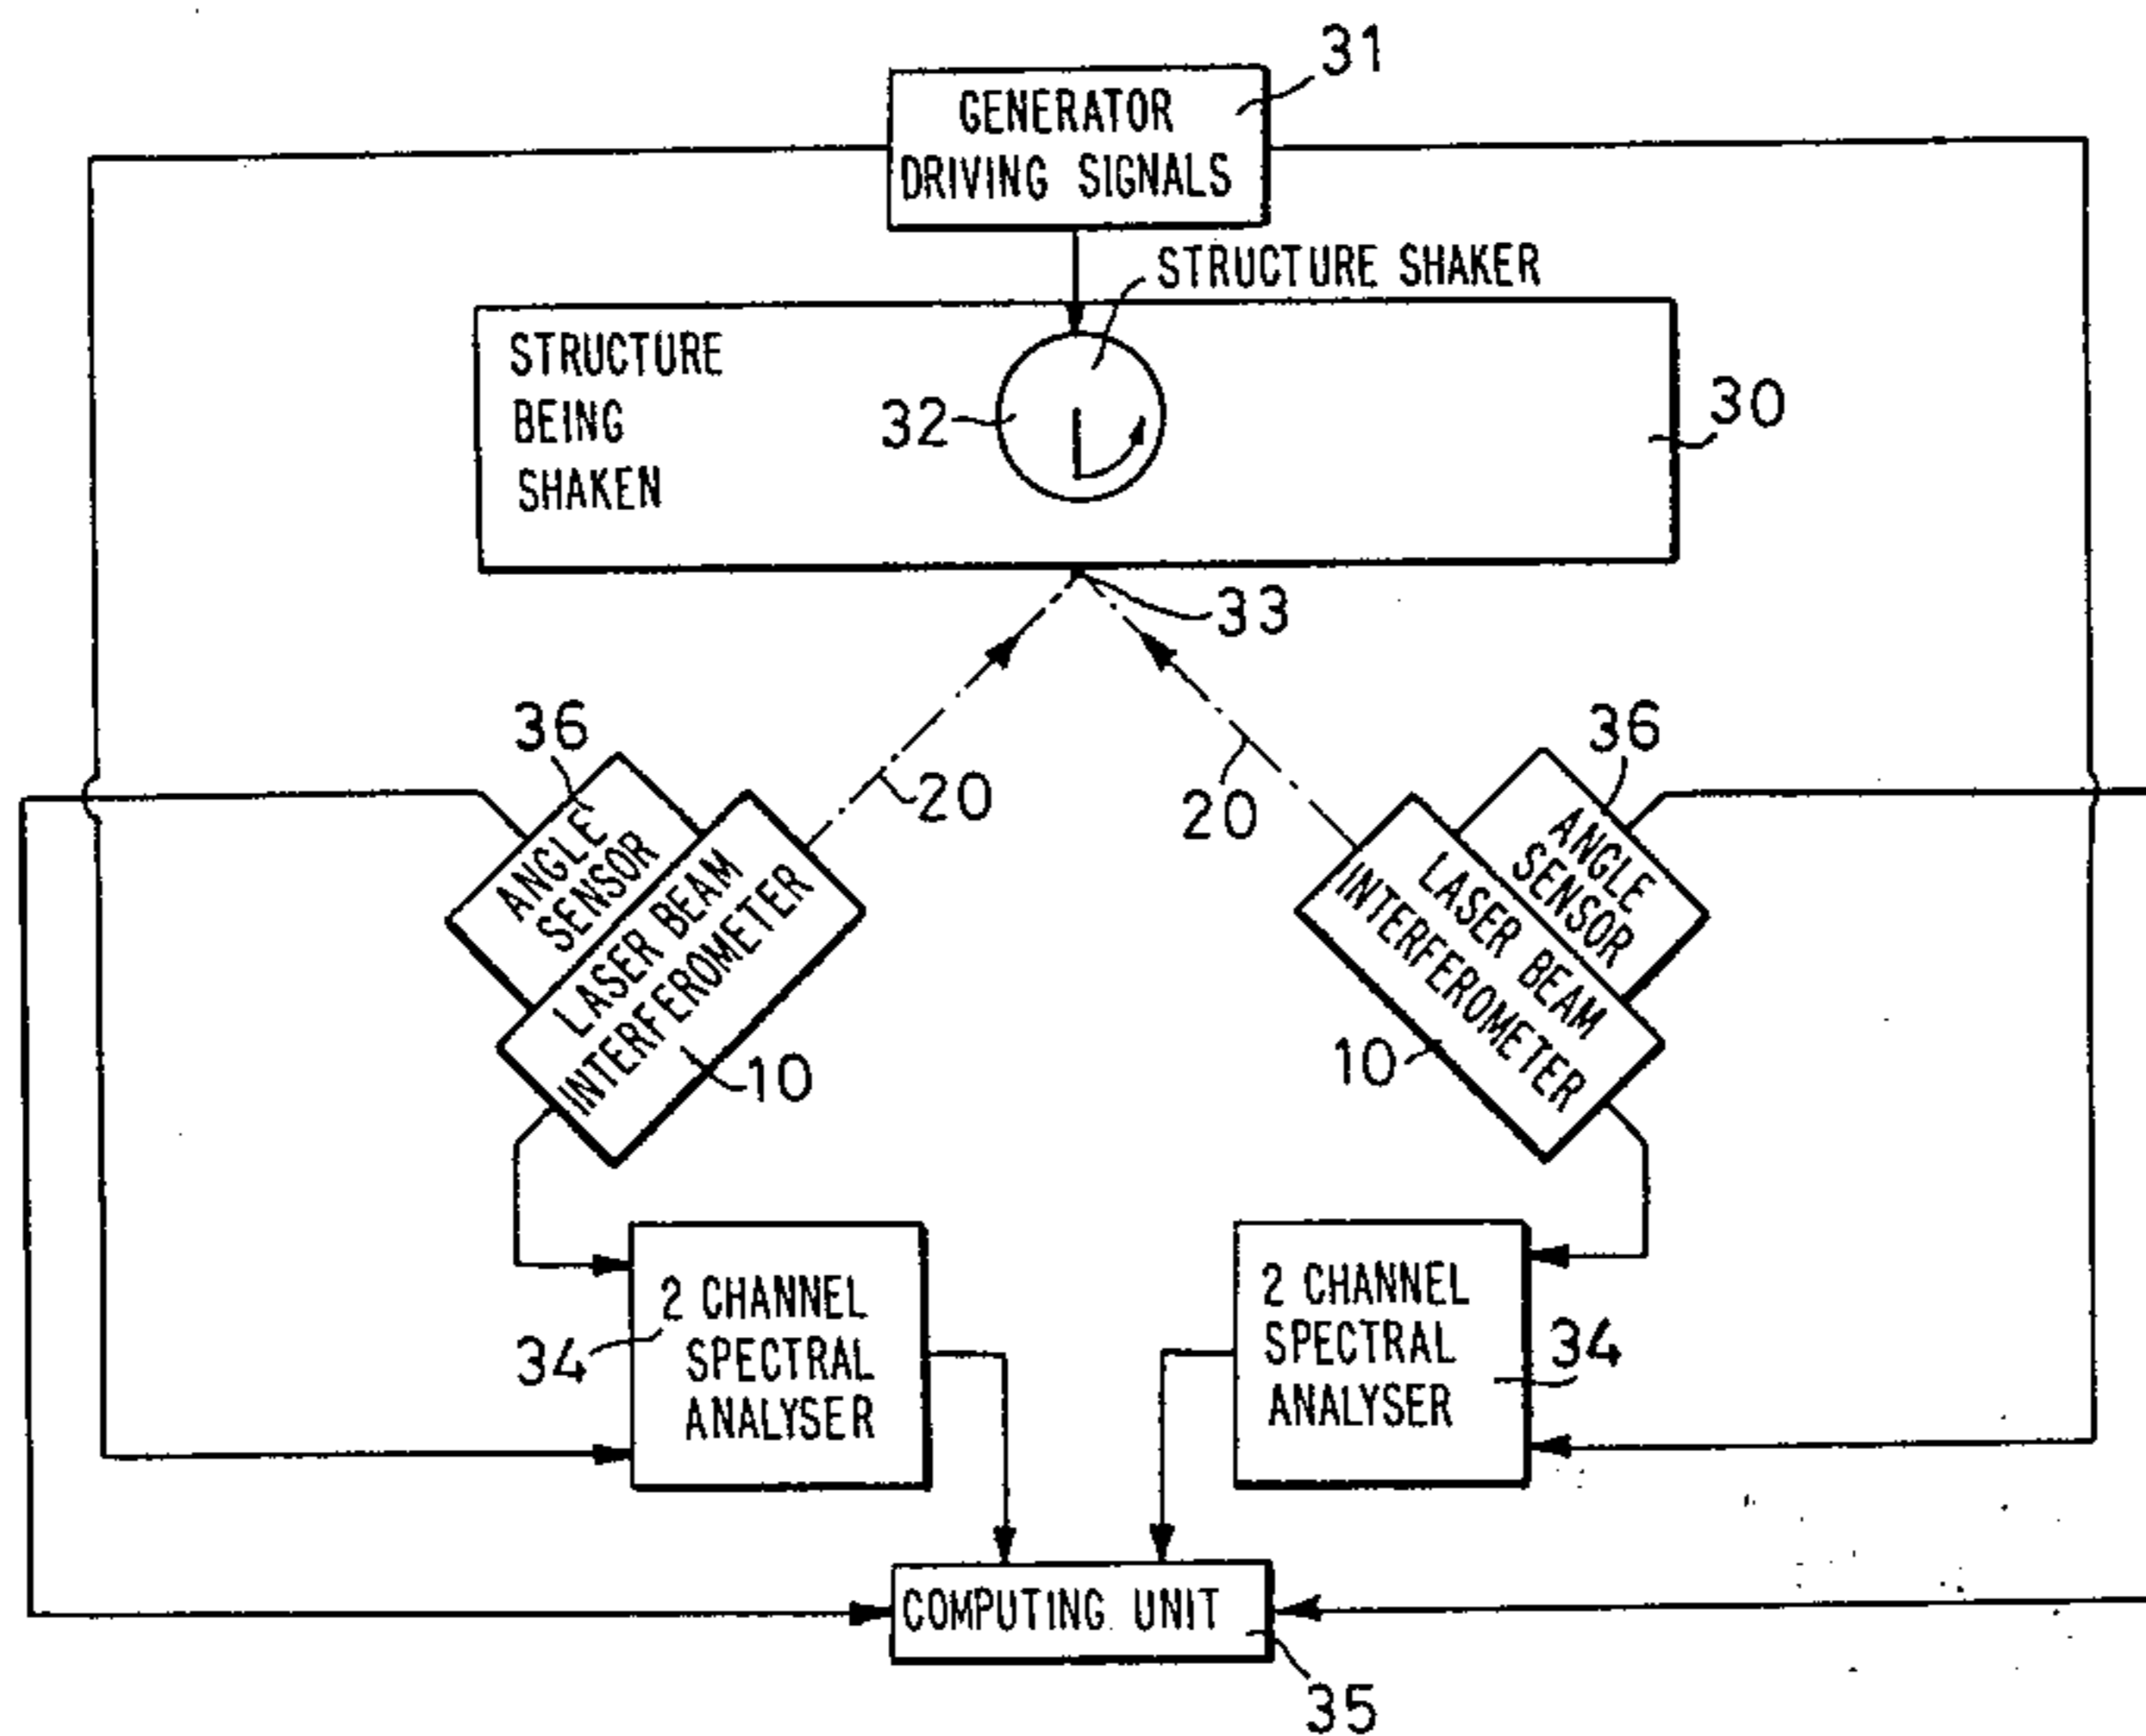 31
GENERATOR
DRIVING SIGNALS
STRUCTURE SHAKER
STRUCTURE
BEING
SHAKEN
32
30
33
36
36
20
20
ANGLE
SENSOR
LASER BEAM
INTERFEROMETER
10
ANGLE
SENSOR
LASER BEAM
INTERFEROMETER
10
2 CHANNEL
SPECTRAL
ANALYSER
34
2 CHANNEL
SPECTRAL
ANALYSER
34
COMPUTING UNIT
35